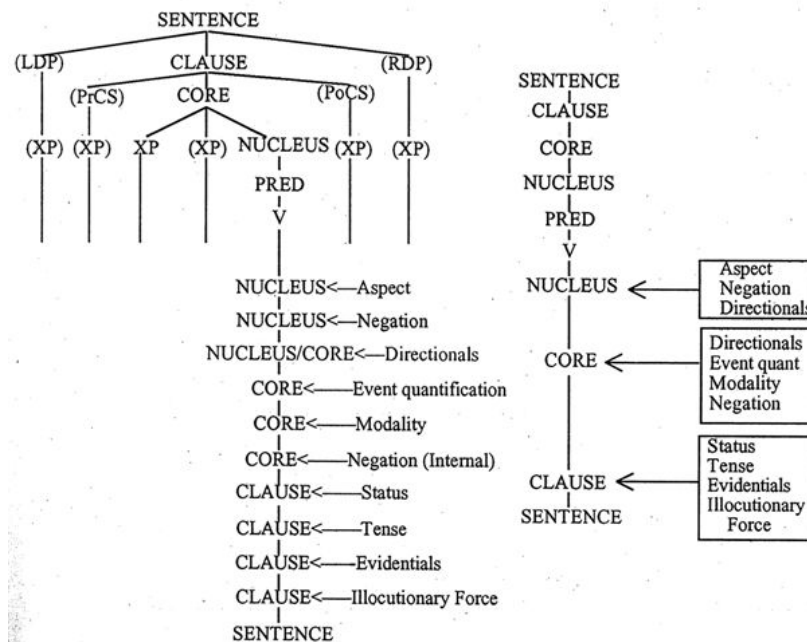 SENTENCE
(LDP) CLAUSE (RDP)
(PrCS) CORE (PoCS)
(XP) (XP) XP (XP) NUCLEUS (XP) (XP)
PRED
V
NUCLEUS<—Aspect
NUCLEUS<—Negation
NUCLEUS/CORE<—Directionals
CORE<—Event quantification
CORE<—Modality
CORE<—Negation (Internal)
CLAUSE<—Status
CLAUSE<—Tense
CLAUSE<—Evidentials
CLAUSE<—Illocutionary Force
SENTENCE
SENTENCE
CLAUSE
CORE
NUCLEUS
PRED
V
NUCLEUS
Aspect
Negation
Directionals
CORE
Directionals
Event quant
Modality
Negation
CLAUSE
Status
Tense
Evidentials
Illocutionary
Force
SENTENCE